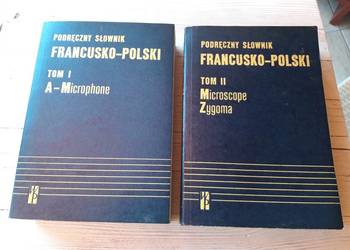 PODRĘCZNY SŁOWNIK
FRANCUSKO-POLSKI
TOM I
A-Microphone
PODRĘCZNY SŁOWNIK
FRANCUSKO-POLSKI
TOM II
Microscope
Zygoma